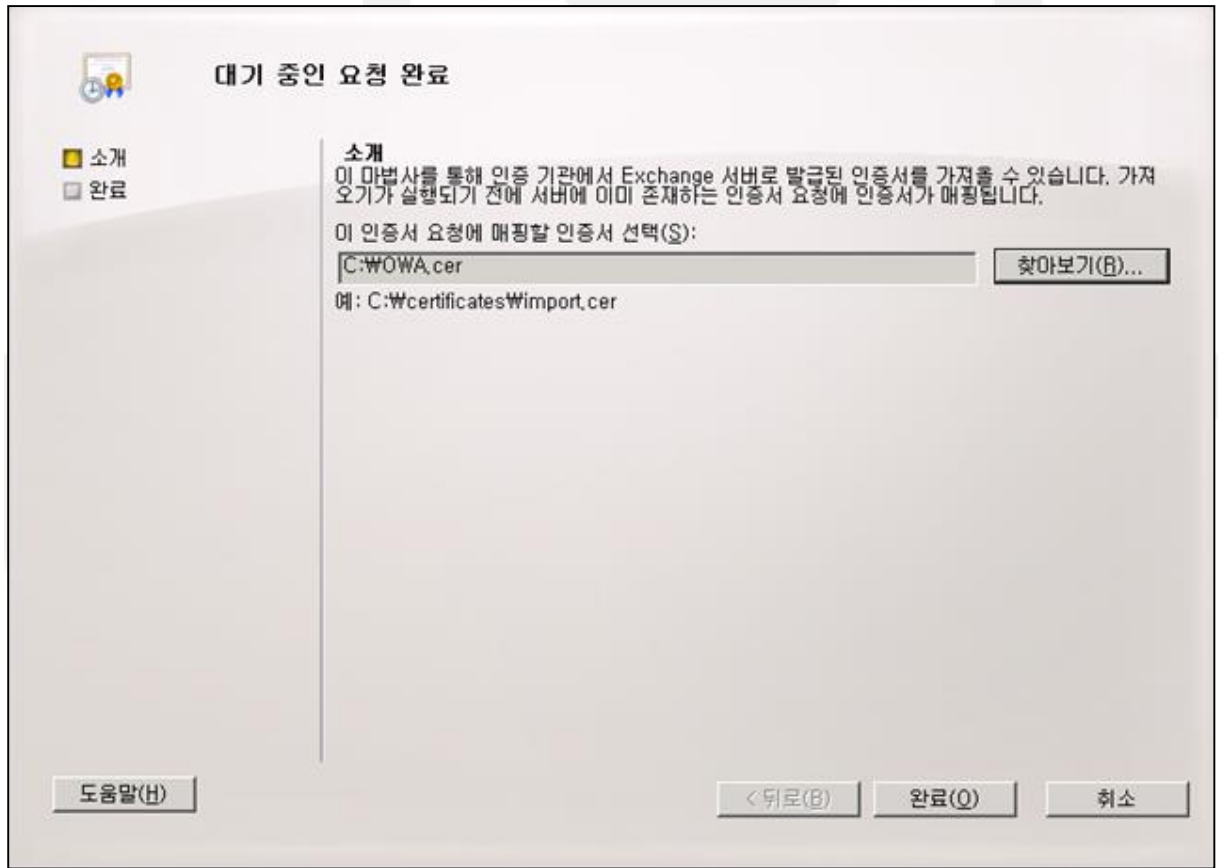 대기 중인 요청 완료
소개
완료
소개
이 마법사를 통해 인증 기관에서 Exchange 서버로 발급된 인증서를 가져올 수 있습니다. 가져
오기가 실행되기 전에 서버에 이미 존재하는 인증서 요청에 인증서가 매핑됩니다.
이 인증서 요청에 매핑할 인증서 선택(S):
C:₩OWA.cer
찾아보기(R)...
예: C:₩certificates₩import.cer
도움말(H)
< 뒤로(B)
완료(O)
취소